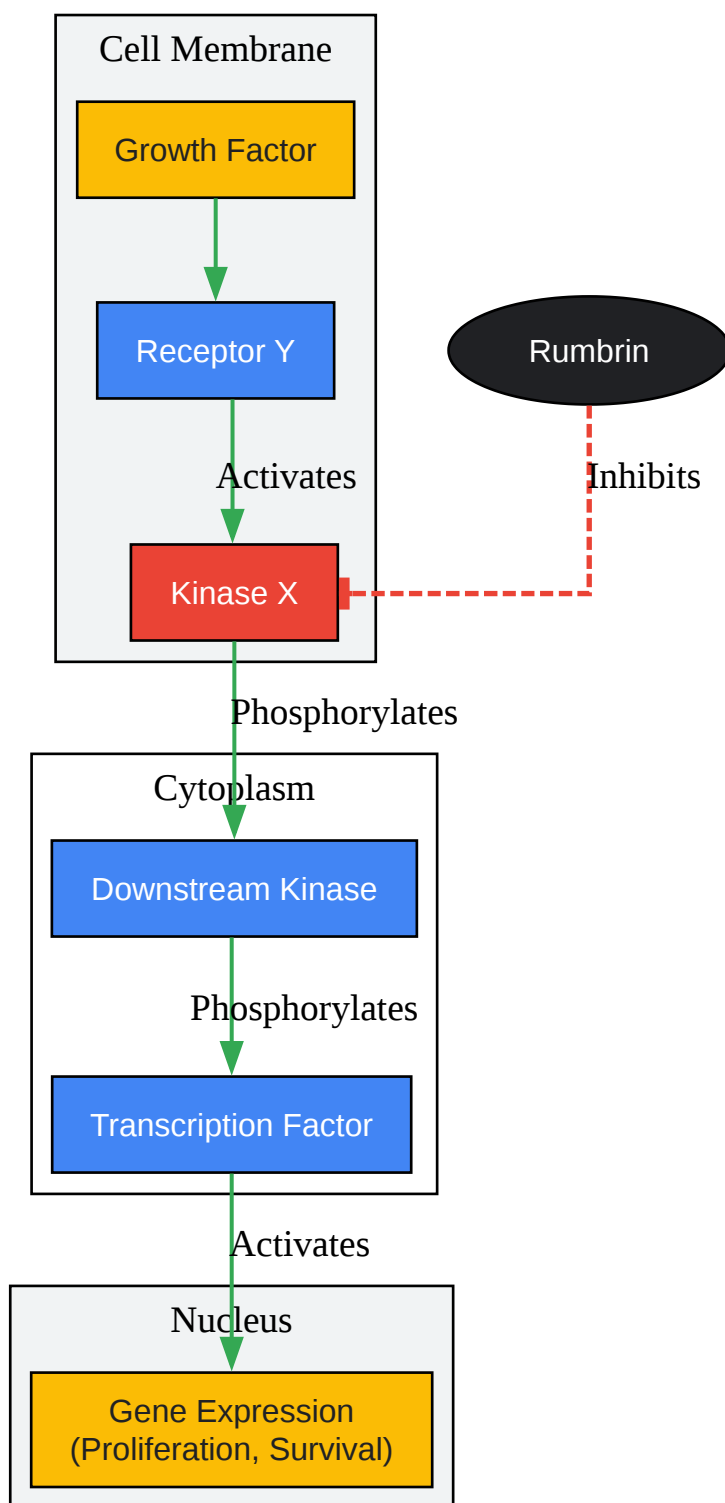 Cell Membrane
Growth Factor
Receptor Y
Rumbrin
Activates
Inhibits
Kinase X
Phosphorylates
Cytoplasm
Downstream Kinase
Phosphorylates
Transcription Factor
Activates
Nucleus
Gene Expression
(Proliferation, Survival)